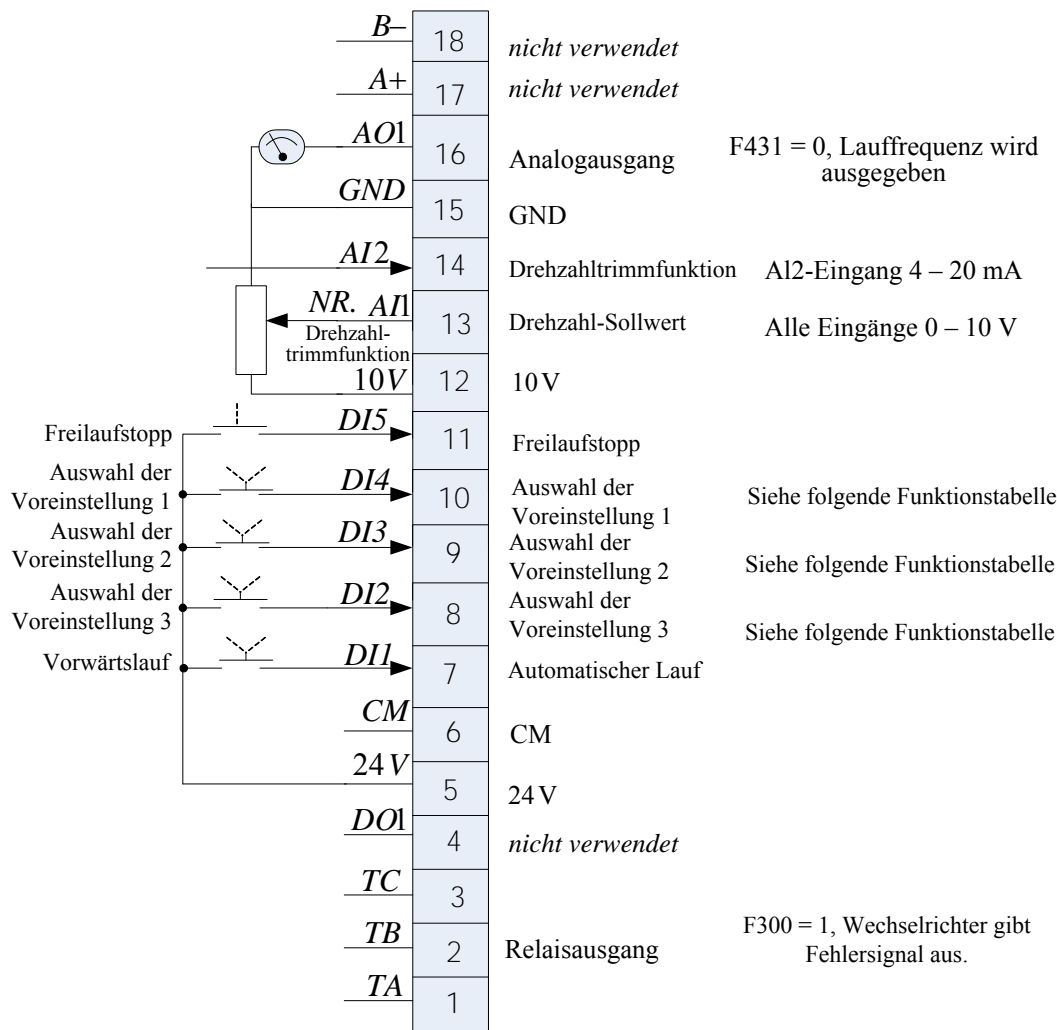 B–
18
nicht verwendet
A+
17
nicht verwendet
AO1
16
Analogausgang
F431 = 0, Lauffrequenz wird
ausgegeben
GND
15
GND
AI2
14
Drehzahltrimmfunktion
Al2-Eingang 4 – 20 mA
NR.
AI1
13
Drehzahl-Sollwert
Alle Eingänge 0 – 10 V
Drehzahl-
trimmfunktion
10V
12
10 V
Freilaufstopp
DI5
11
Freilaufstopp
Auswahl der
Voreinstellung 1
DI4
10
Auswahl der
Voreinstellung 1
Siehe folgende Funktionstabelle
Auswahl der
Voreinstellung 2
DI3
9
Auswahl der
Voreinstellung 2
Siehe folgende Funktionstabelle
Auswahl der
Voreinstellung 3
DI2
8
Auswahl der
Voreinstellung 3
Siehe folgende Funktionstabelle
Vorwärtslauf
DI1
7
Automatischer Lauf
CM
6
CM
24 V
5
24 V
DO1
4
nicht verwendet
TC
3
TB
2
Relaisausgang
F300 = 1, Wechselrichter gibt
Fehlersignal aus.
TA
1